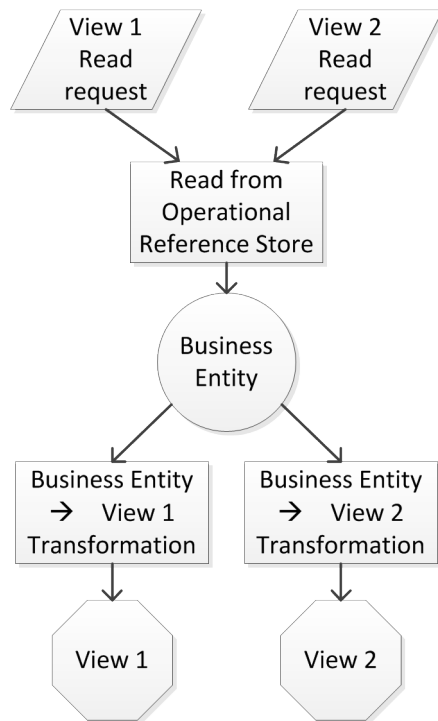 View 1
Read
request
View 2
Read
request
Read from
Operational
Reference Store
Business
Entity
Business Entity
→ View 1
Transformation
Business Entity
→ View 2
Transformation
View 1
View 2